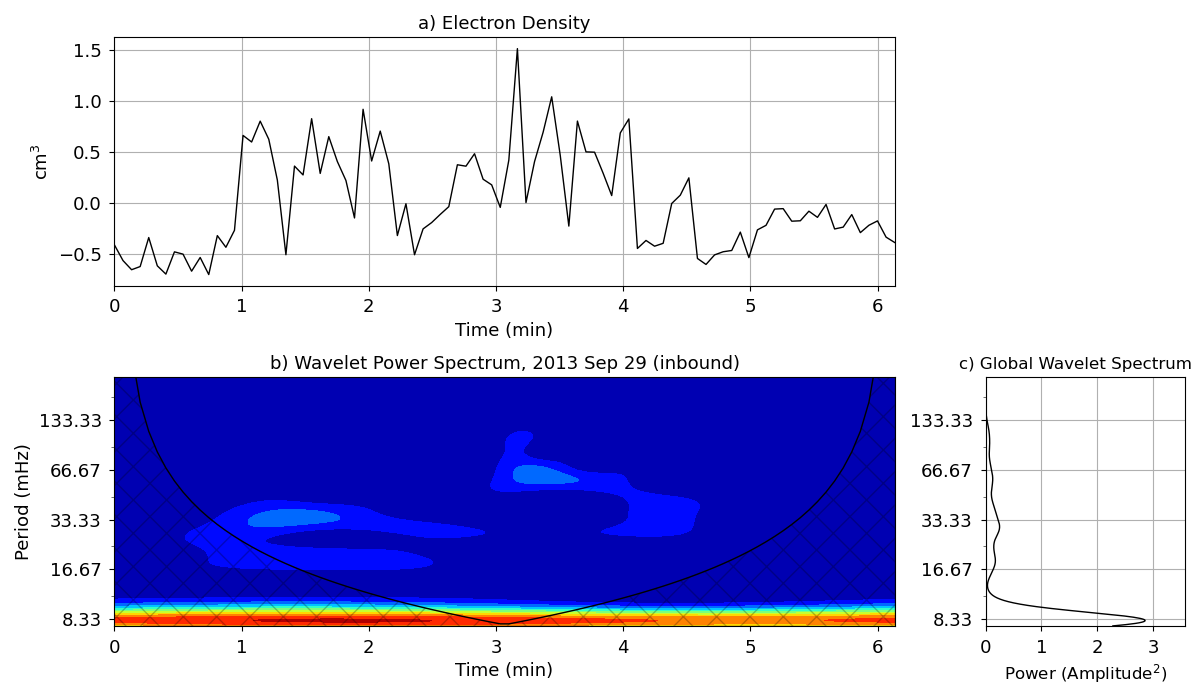 a) Electron Density
1.5
1.0
0.5
0.0
−0.5
cm³
0 1 2 3 4 5 6
Time (min)
b) Wavelet Power Spectrum, 2013 Sep 29 (inbound)
133.33
66.67
33.33
16.67
8.33
Period (mHz)
0 1 2 3 4 5 6
Time (min)
c) Global Wavelet Spectrum
133.33
66.67
33.33
16.67
8.33
0 1 2 3
Power (Amplitude²)